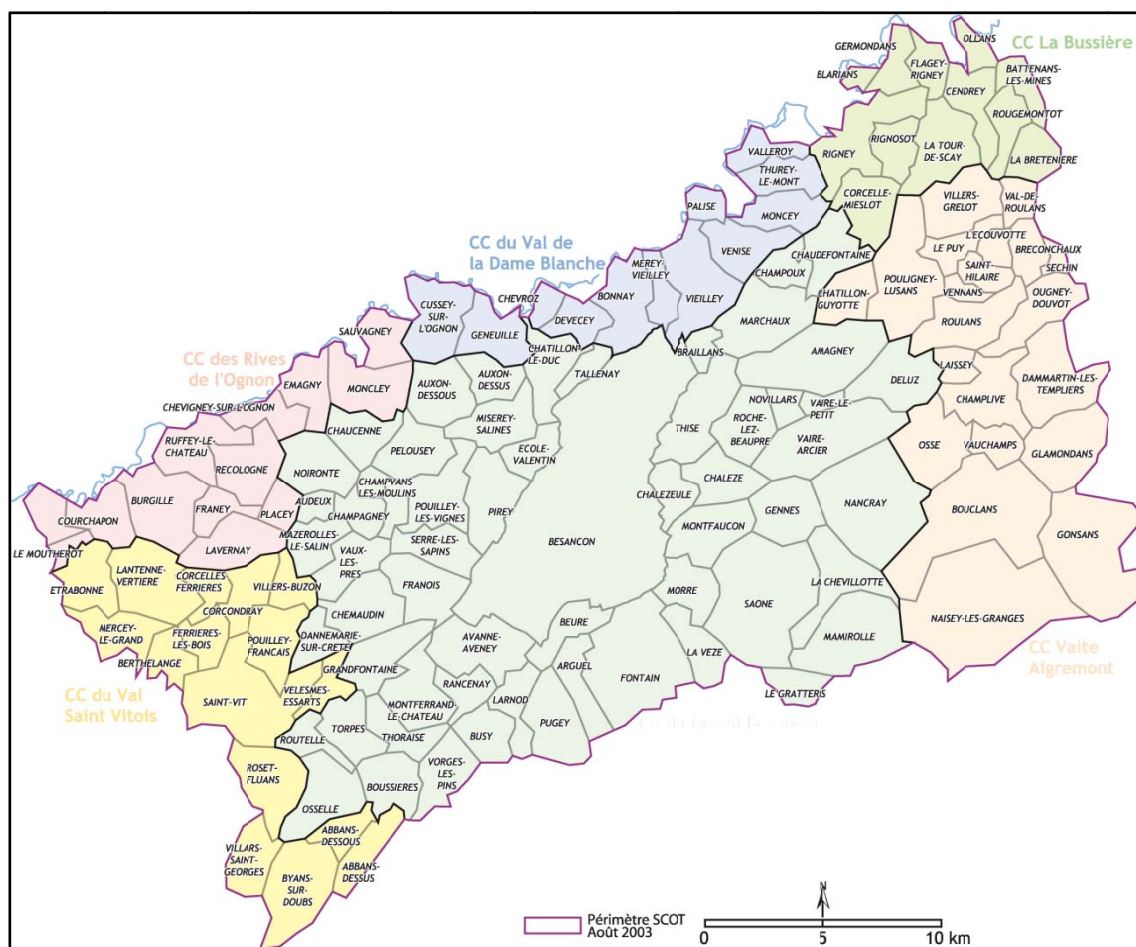 GERMONDANS
OLLANS
CC La Bussière
FLAGEY-
RIGNEY
BLARIANS
BATTENANS-
LES-MINES
CENDREY
ROUGEMONTOT
RIGNOSOT
VALLEROY
RIGNEY
LA TOUR-
DE-SCAY
THUREY-
LE-MONT
LA BRETENIERE
CORCELLE-
MIESLOT
VILLERS-
GRELOT
VAL-DE-
ROULANS
PALISE
MONCEY
CC du Val de
la Dame Blanche
L'ECOUVOTTE
LE PUY
BRECONCHAUX
VENISE
CHAUDEFONTAINE
MEREY-
VIEILLEY
CHAMPOUX
SAINT-
HILAIRE
SECHIN
POULIGNEY-
LUSANS
CHATILLON-
GUYOTTE
VENNANS
OUGNEY-
DOUVOT
CUSSEY-
SUR-
L'OGNON
CHEVROZ
BONNAY
VIEILLEY
DEVECEY
MARCHAUX
ROULANS
SAUVAGNEY
GENEUILLE
CHATILLON-
LE-DUC
BRAILLANS
AMAGNEY
CC des Rives
de l'Ognon
LAISSEY
EMAGNY
MONCLEY
AUXON-
DESSOUS
AUXON-
DESSUS
TALLENAY
DELUZ
DAMMARTIN-LES-
TEMPLIERS
CHEVIGNEY-SUR-L'OGNON
NOVILLARS
VAIRE-LE-
PETIT
CHAMPLIVE
RUFFEY-LE-
CHATEAU
CHAUCENNE
MISEREY-
SALINES
THISE
ROCHE-
LEZ-
BEAUPRE
VAIRE-
ARCIER
OSSE
VAUCHAMPS
GLAMONDANS
RECOLOGNE
NOIRONTE
PELOUSEY
ECOLE-
VALENTIN
CHALEZE
BURGILLE
AUDEUX
CHAMPVANS
LES-MOULINS
CHALEZEULE
NANCRAY
FRANEY
PLACEY
CHAMPAGNEY
POUILLEY-
LES-VIGNES
PIREY
GENNES
BOUCLANS
COURCHAPON
MONTFAUCON
GONSANS
MAZEROLLES-
LE-SALIN
SERRE-LES-
SAPINS
BESANCON
LE MOUTHEROT
LAVERNAY
VAUX-
LES-
PRES
LANTENNE-
VERTIERE
CORCELLES-
FERRIERES
VILLERS-BUZON
FRANOIS
LA CHEVILLOTTE
ETRABONNE
MORRE
SAONE
CORCONDRAY
CHEMAUDIN
NAISEY-LES-GRANGES
MERCEY-
LE-GRAND
FERRIERES-
LES-BOIS
POUILLEY-
FRANCAIS
DANNEMARIE-
SUR-CRETE
BEURE
MAMIROLLE
AVANNE-
AVENEY
CC Valte
Aigremont
BERTHELANGE
GRANDFONTAINE
ARGUEL
LA VEZE
CC du Val
Saint Vitois
SAINT-VIT
VELESMES-
ESSARTS
RANCENAY
FONTAIN
LE GRATTERIS
MONTFERRAND-
LE-CHATEAU
LARNOD
PUGEY
ROUTELLE
TORPES
THORAISE
BUSY
ROSET-
FLUANS
VORGES-
LES-
PINS
BOUSSIERES
OSSELLE
ABBANS-
DESSOUS
VILLARS-
SAINT-
GEORGES
ABBANS-
DESSUS
BYANS-
SUR-
DOUBS
N
Périmètre SCOT
Août 2003
0
5
10 km